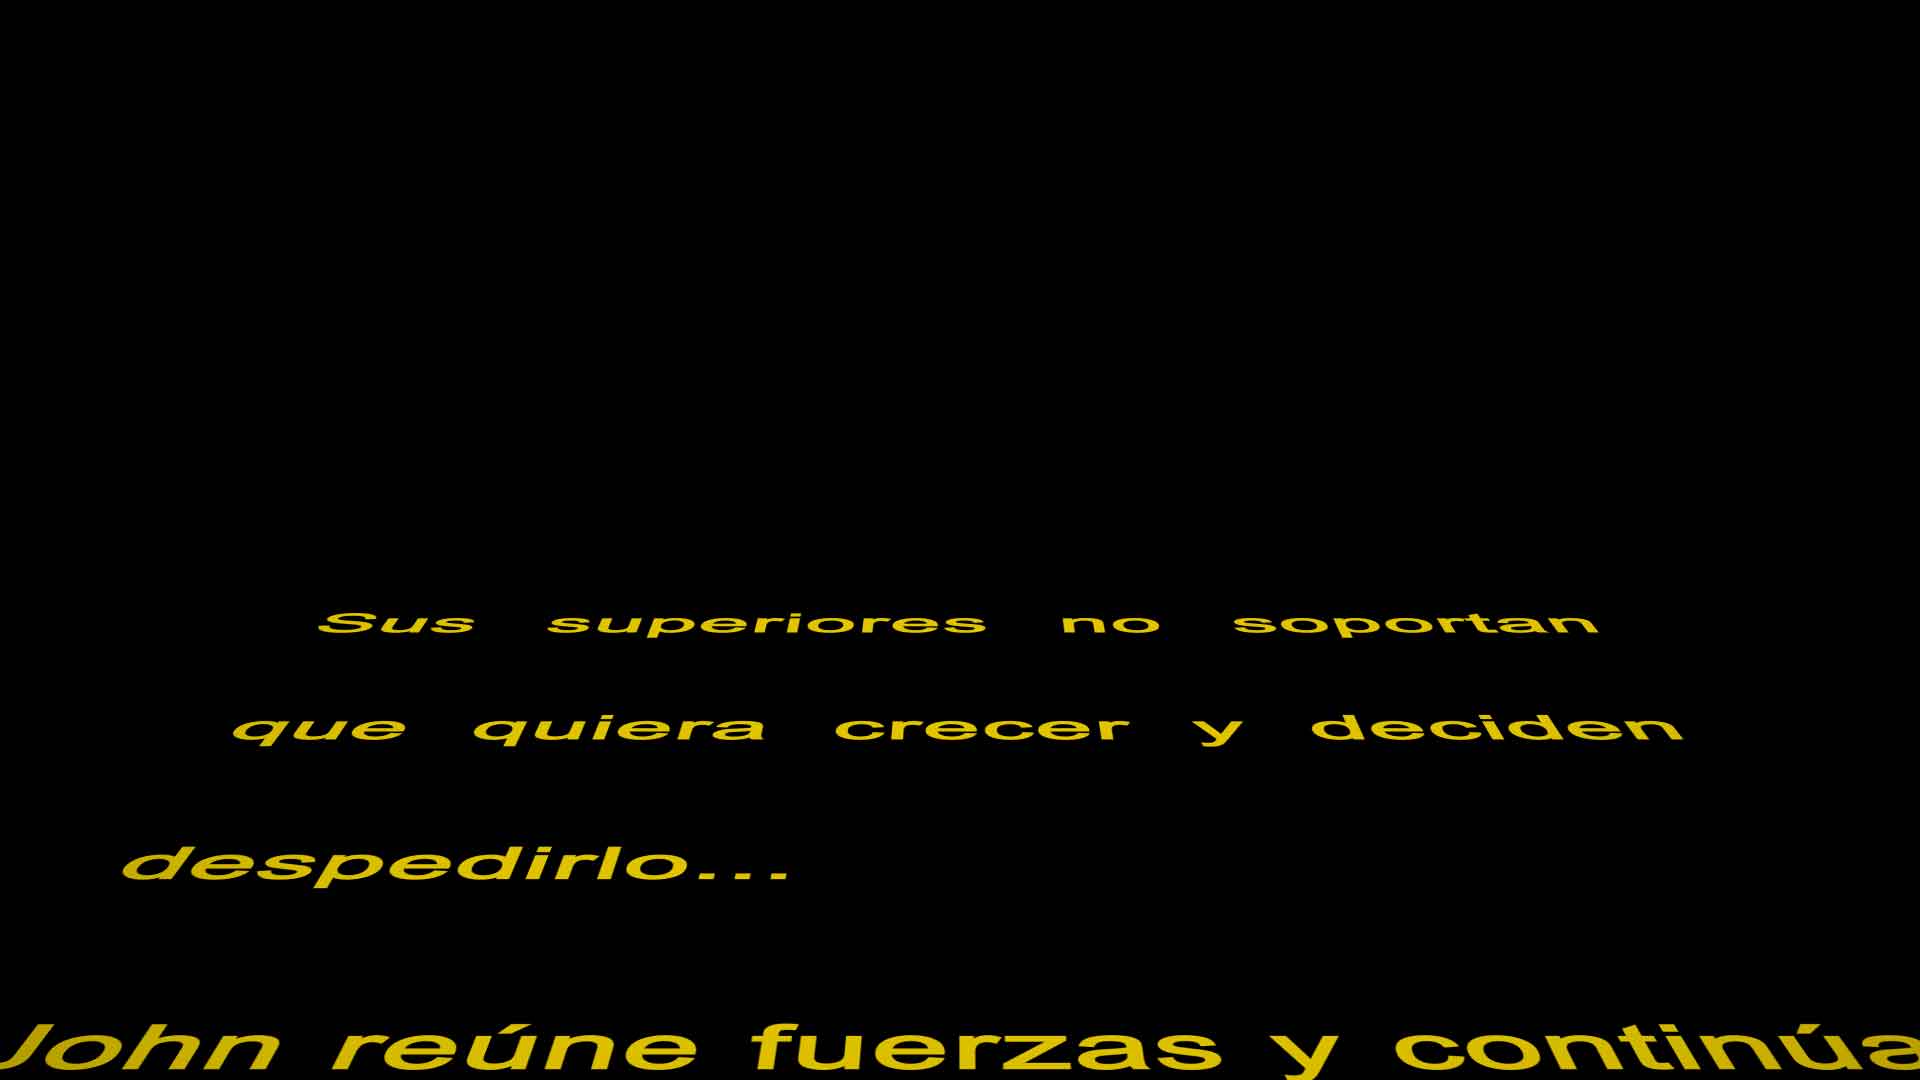 Sus superiores no soportan
que quiera crecer y deciden
despedirlo...
John reúne fuerzas y continúa